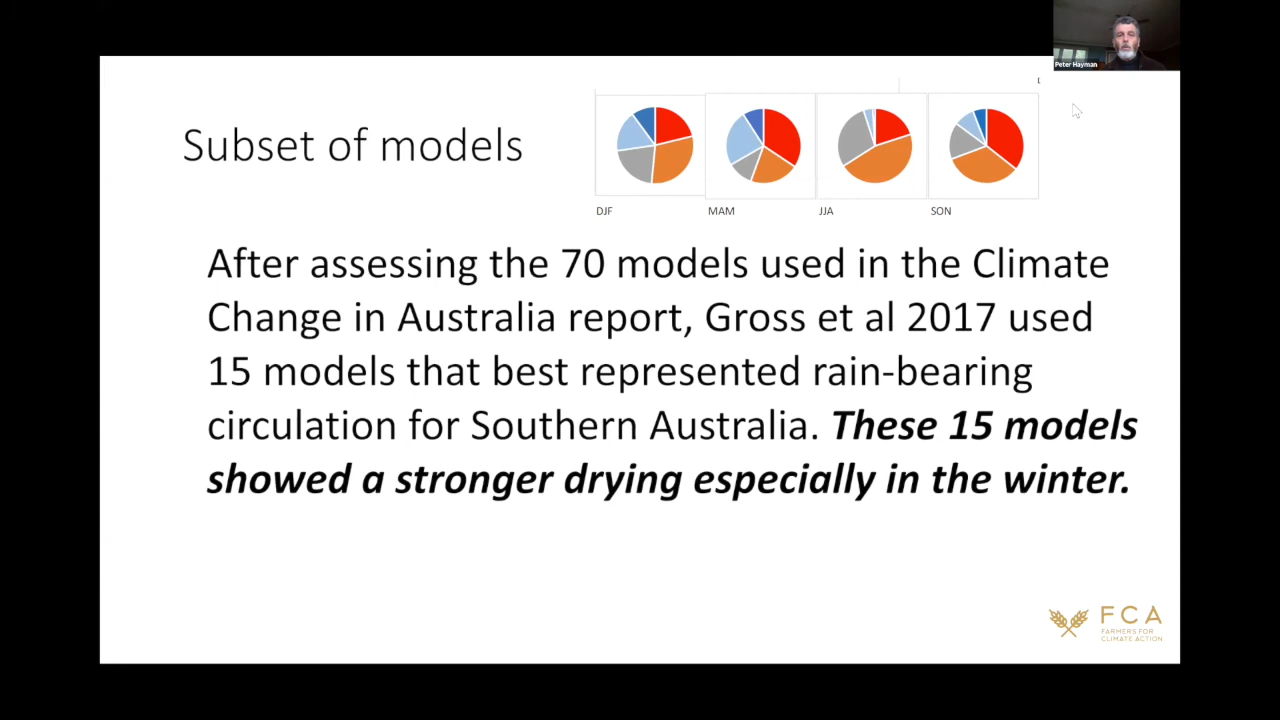 Peter Hayman
Subset of models
DJF
MAM
JJA
SON
After assessing the 70 models used in the Climate
Change in Australia report, Gross et al 2017 used
15 models that best represented rain-bearing
circulation for Southern Australia. These 15 models
showed a stronger drying especially in the winter.
FCA
FARMERS FOR
CLIMATE ACTION